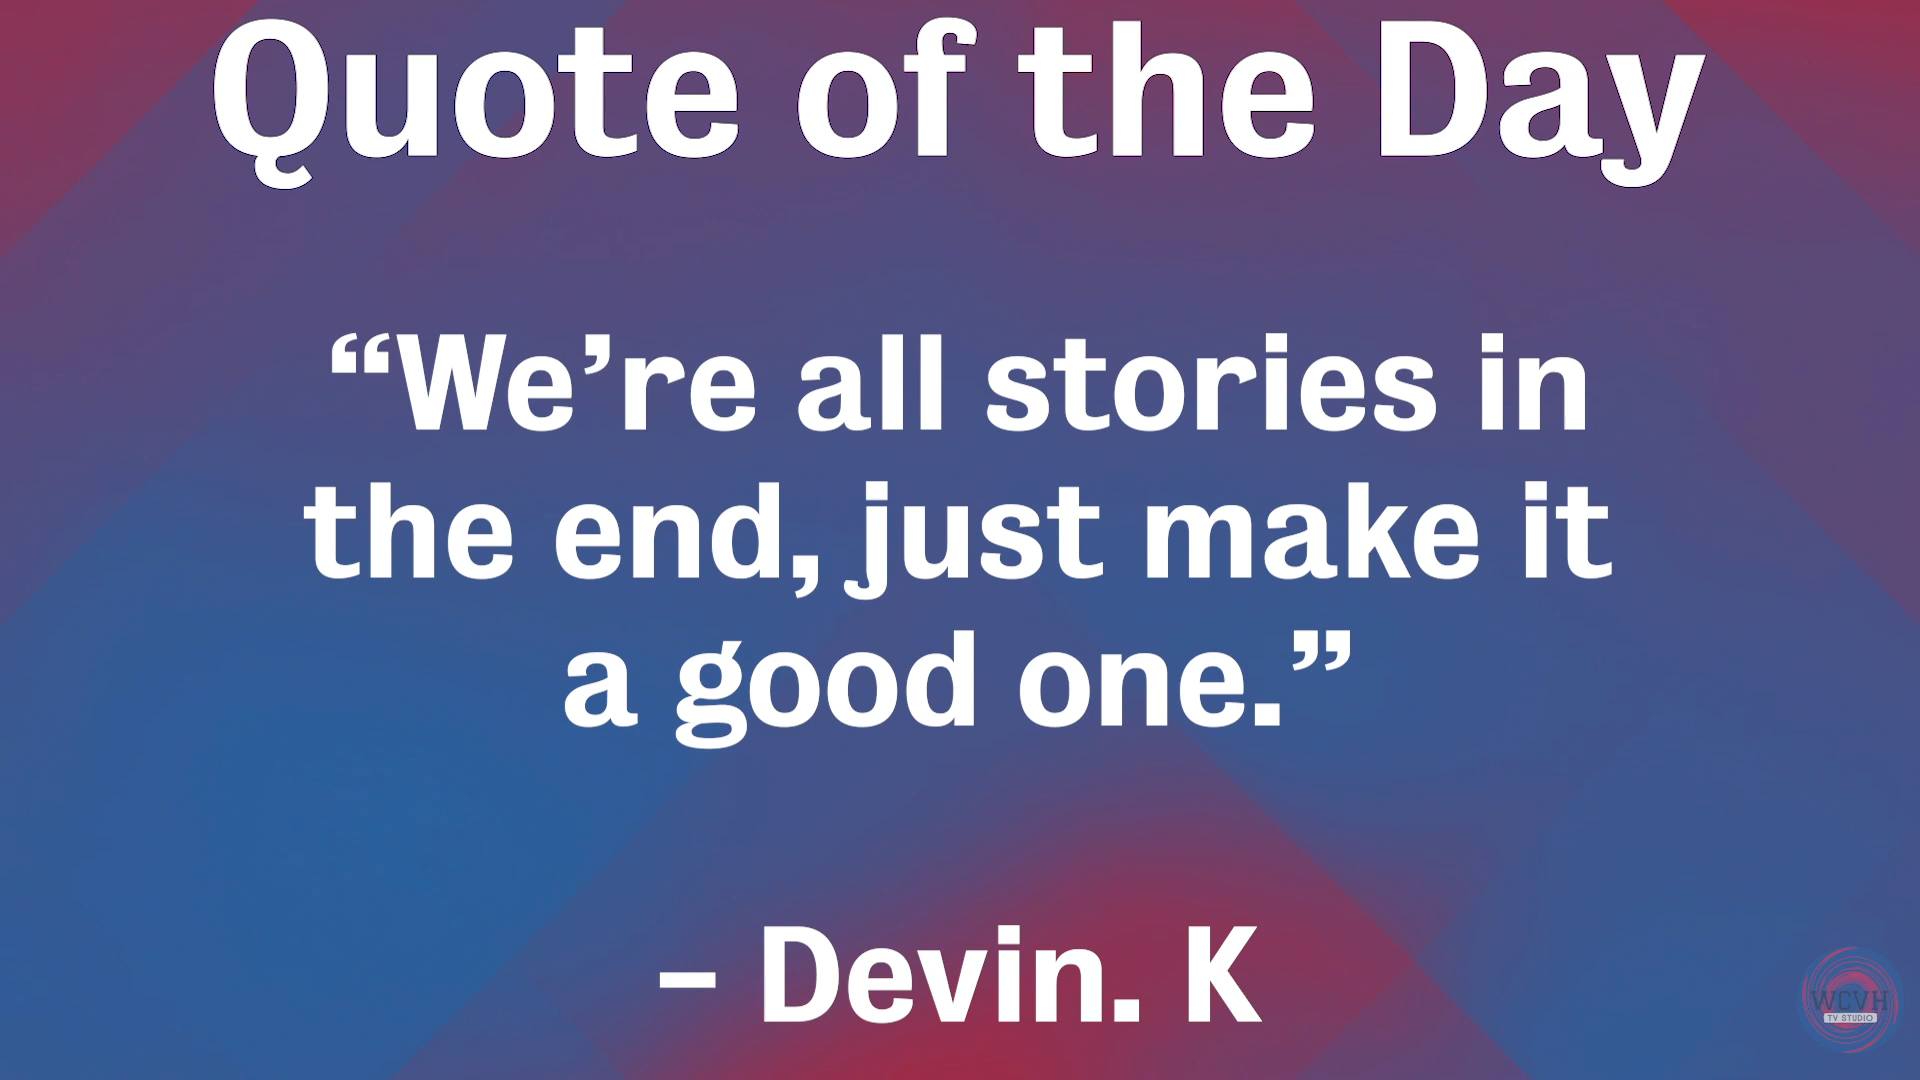 Quote of the Day
“We’re all stories in
the end, just make it
a good one.”
– Devin. K
WCVH
TV STUDIO